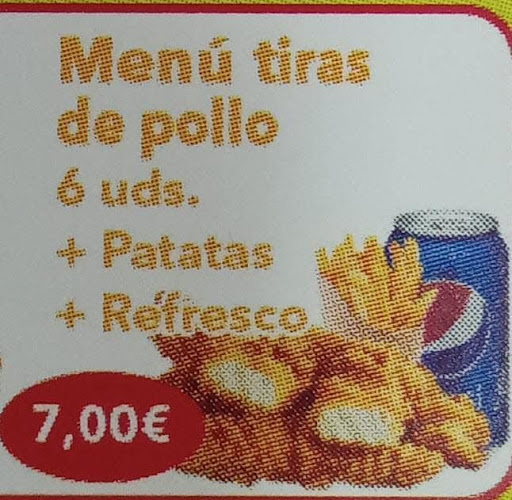 Menú tiras
de pollo
6 uds.
+ Patatas
+ Refresco
7,00€